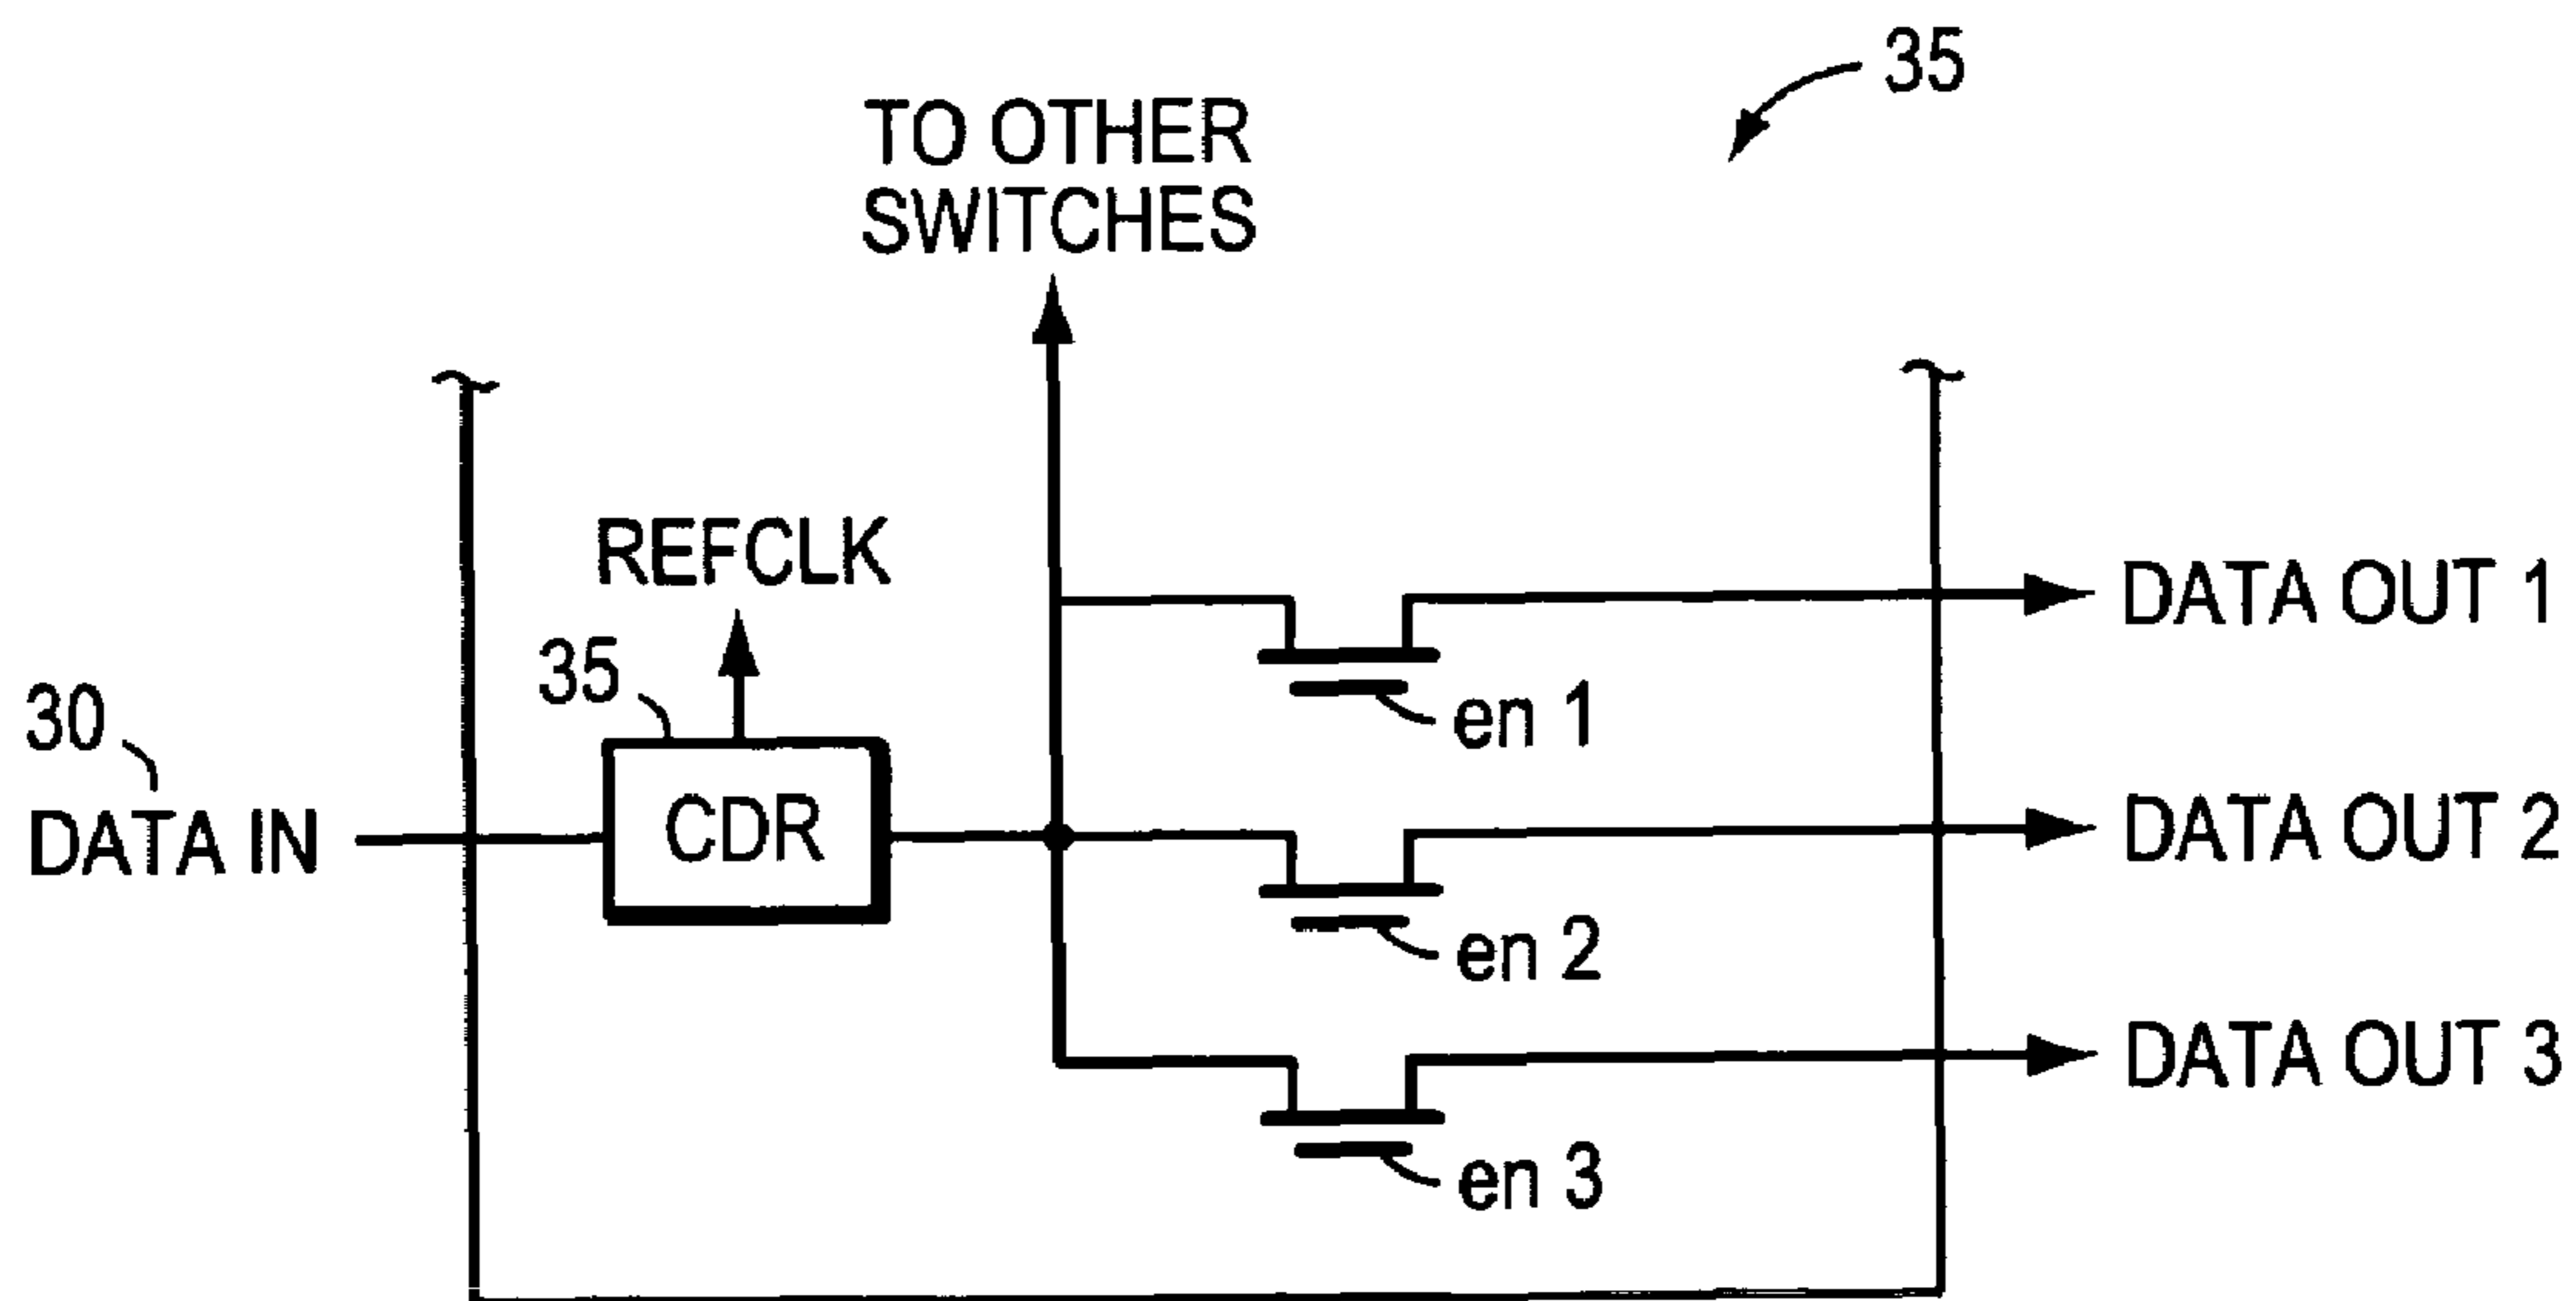 35
TO OTHER
SWITCHES
REFCLK
35
30
DATA IN
CDR
DATA OUT 1
en 1
DATA OUT 2
en 2
DATA OUT 3
en 3